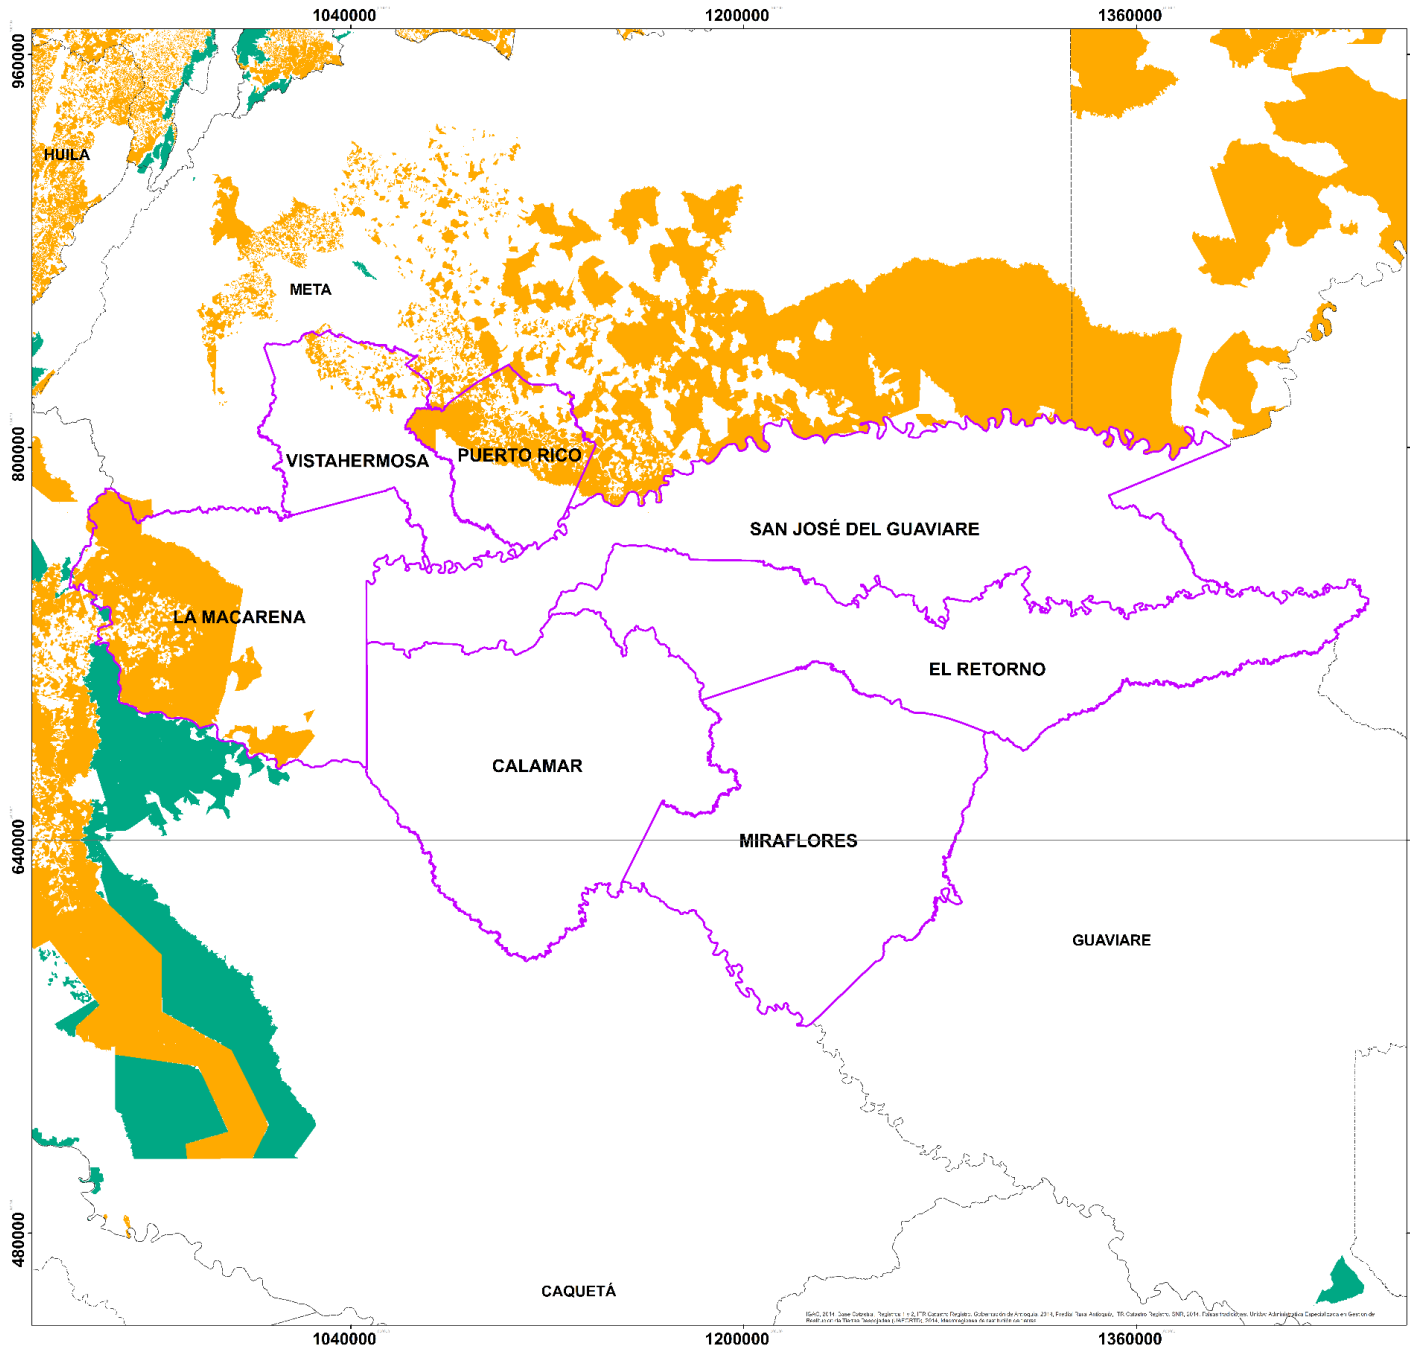 1040000 1200000 1360000
960000
HUILA
META
800000
VISTAHERMOSA
PUERTO RICO
SAN JOSÉ DEL GUAVIARE
LA MACARENA
EL RETORNO
CALAMAR
640000
MIRAFLORES
GUAVIARE
480000
CAQUETÁ
1040000 1200000 1360000